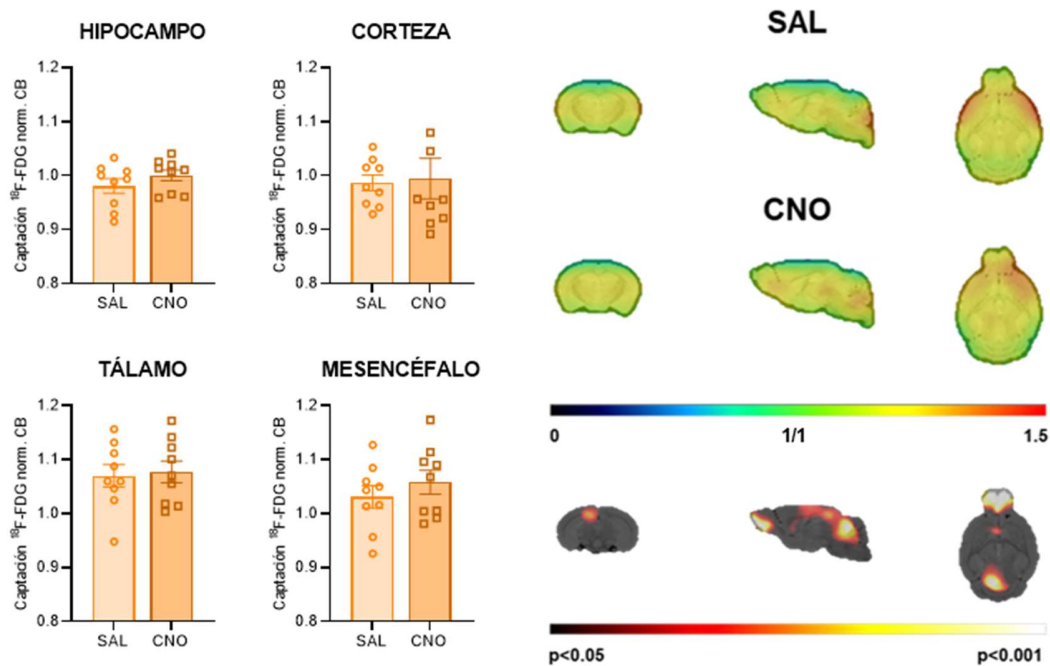 HIPOCAMPO
Captación ¹⁸F-FDG norm. CB
1.2
1.1
1.0
0.9
0.8
SAL CNO
CORTEZA
Captación ¹⁸F-FDG norm. CB
1.2
1.1
1.0
0.9
0.8
SAL CNO
TÁLAMO
Captación ¹⁸F-FDG norm. CB
1.2
1.1
1.0
0.9
0.8
SAL CNO
MESENCÉFALO
Captación ¹⁸F-FDG norm. CB
1.2
1.1
1.0
0.9
0.8
SAL CNO
SAL
CNO
0 1/1 1.5
p<0.05 p<0.001